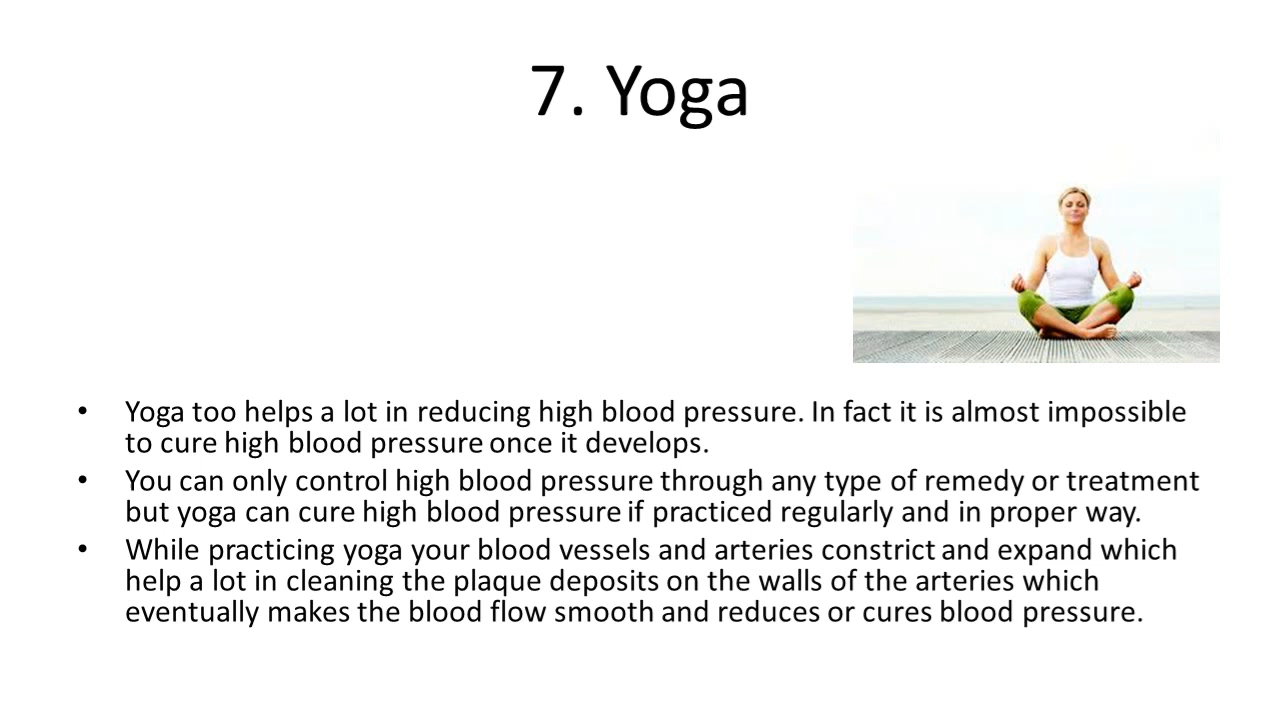 7. Yoga
• Yoga too helps a lot in reducing high blood pressure. In fact it is almost impossible
to cure high blood pressure once it develops.
• You can only control high blood pressure through any type of remedy or treatment
but yoga can cure high blood pressure if practiced regularly and in proper way.
• While practicing yoga your blood vessels and arteries constrict and expand which
help a lot in cleaning the plaque deposits on the walls of the arteries which
eventually makes the blood flow smooth and reduces or cures blood pressure.